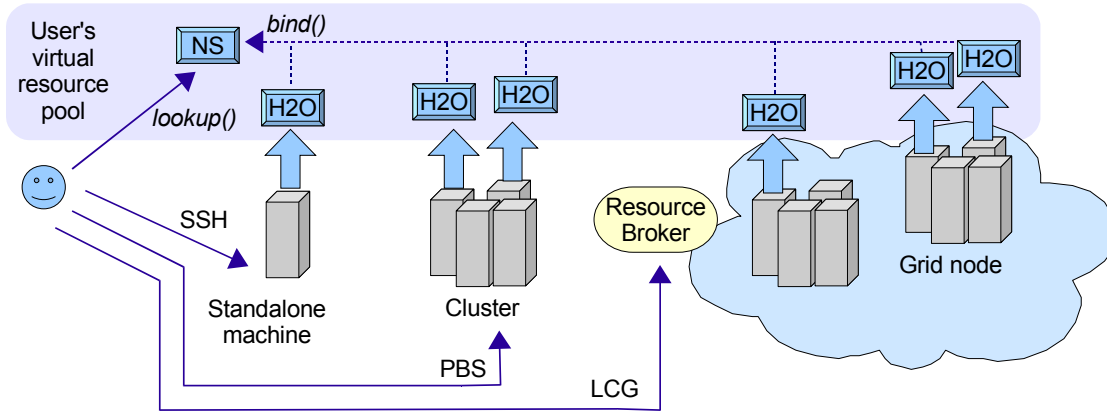 User's
virtual
resource
pool
NS
bind()
lookup()
H2O
H2O
H2O
H2O
H2O
H2O
SSH
Standalone
machine
Cluster
Resource
Broker
Grid node
PBS
LCG